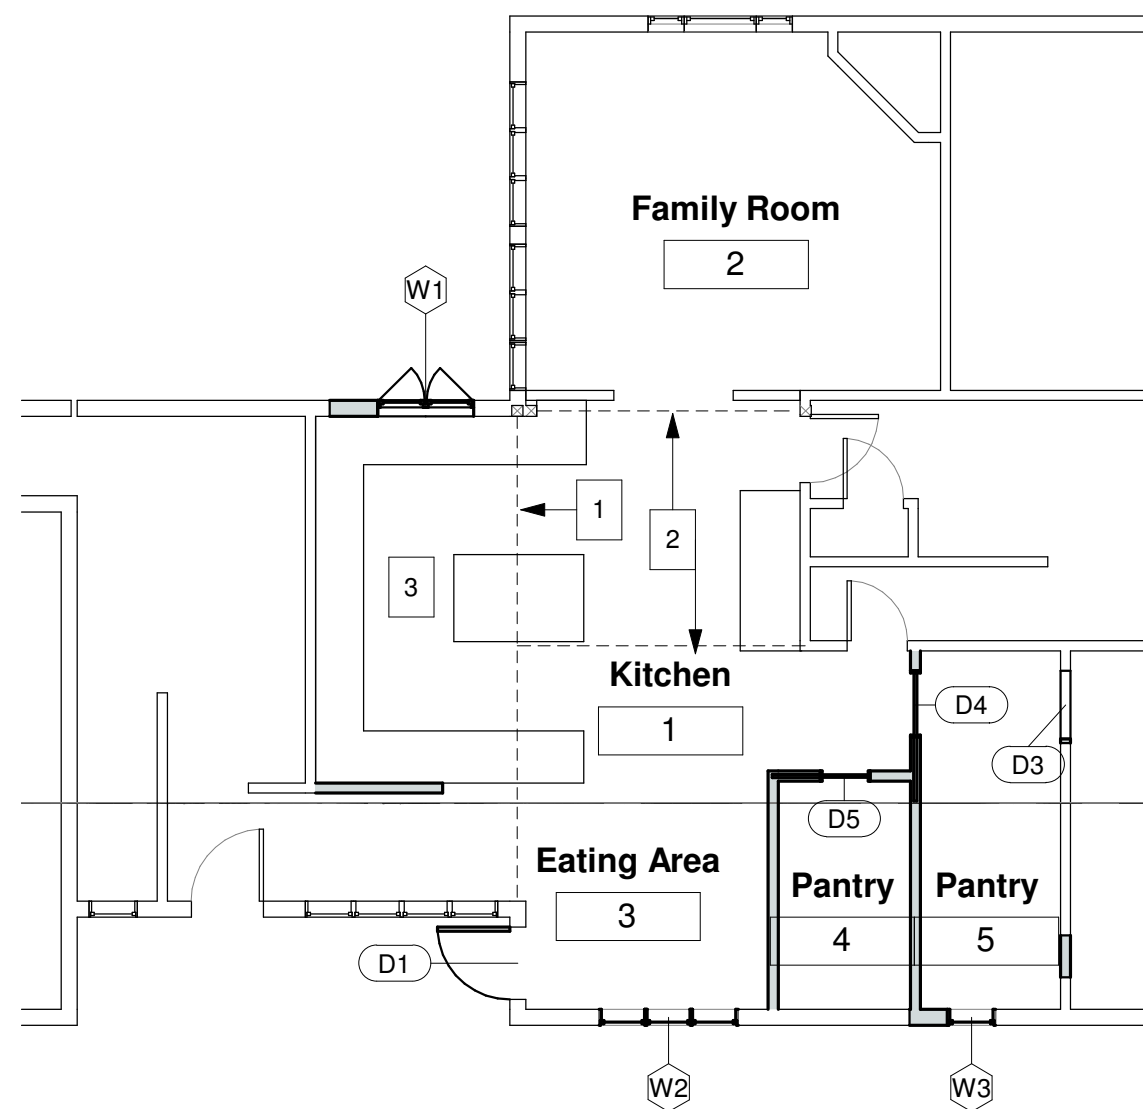 Family Room
2
W1
1
2
3
Kitchen
1
D4
D3
D5
Eating Area
3
Pantry
4
Pantry
5
D1
W2
W3